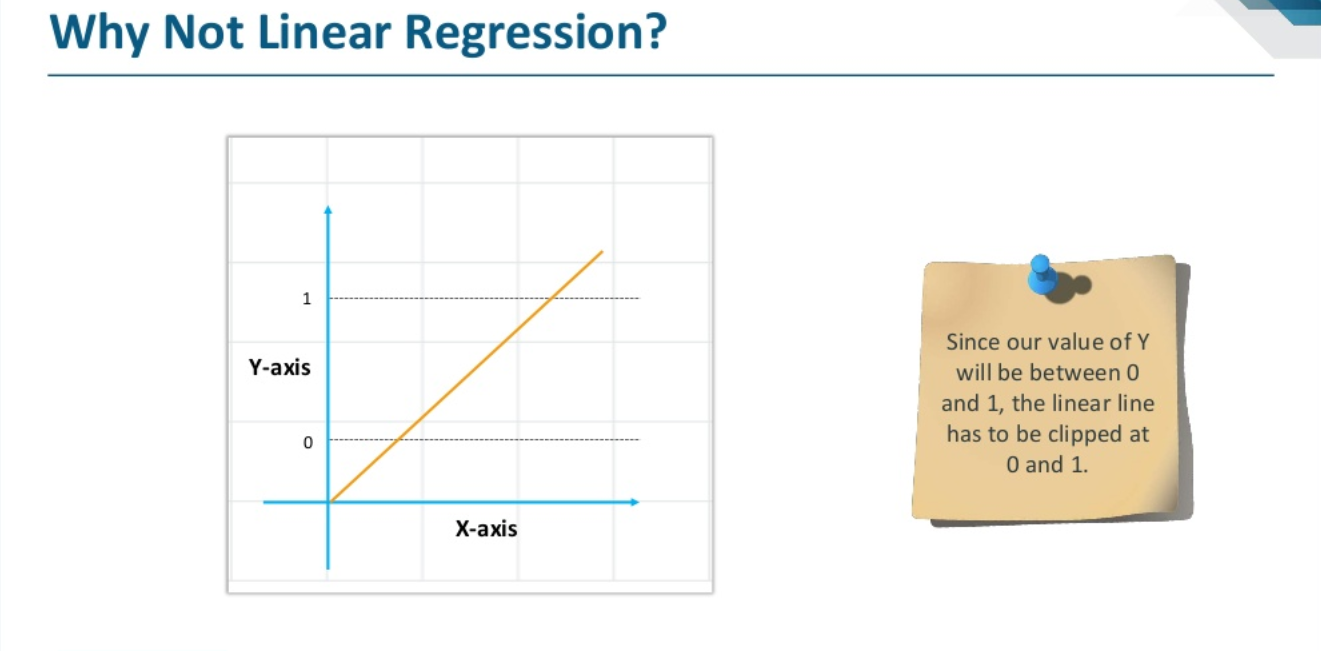 Why Not Linear Regression?
1
Y-axis
0
X-axis
Since our value of Y
will be between 0
and 1, the linear line
has to be clipped at
0 and 1.